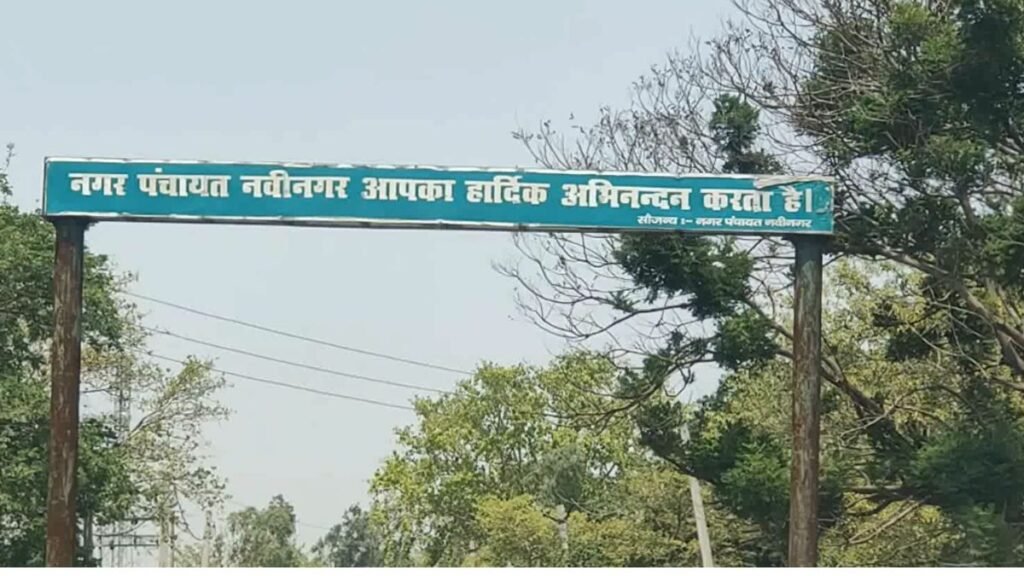 नगर पंचायत नवीनगर आपका हार्दिक अभिनन्दन करता है।
सौजन्य :- नगर पंचायत नवीनगर